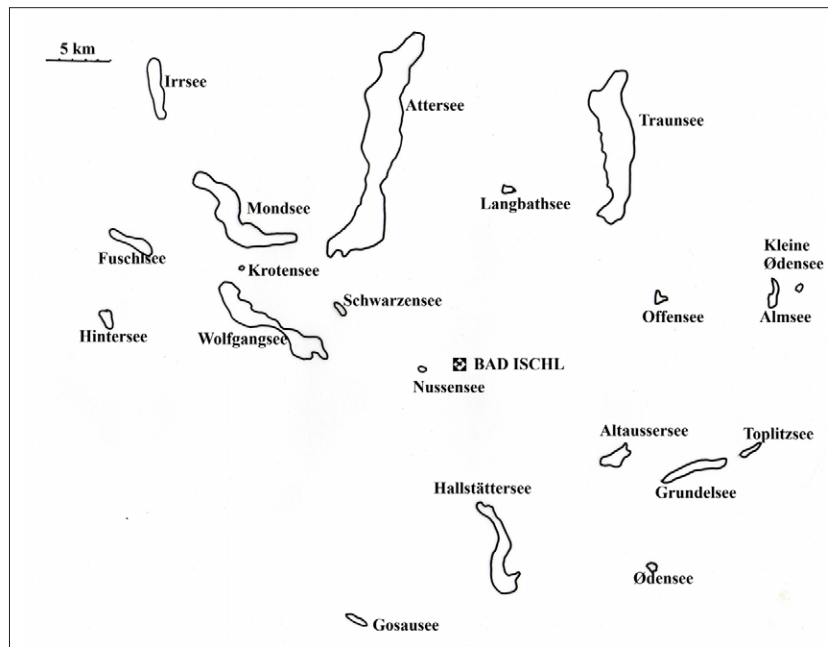 5 km
Irrsee
Attersee
Traunsee
Langbathsee
Mondsee
Fuschlsee
Krotensee
Kleine
Ødensee
Schwarzensee
Offensee
Almsee
Hintersee
Wolfgangsee
BAD ISCHL
Nussensee
Altaussersee
Toplitzsee
Grundelsee
Hallstättersee
Ødensee
Gosausee